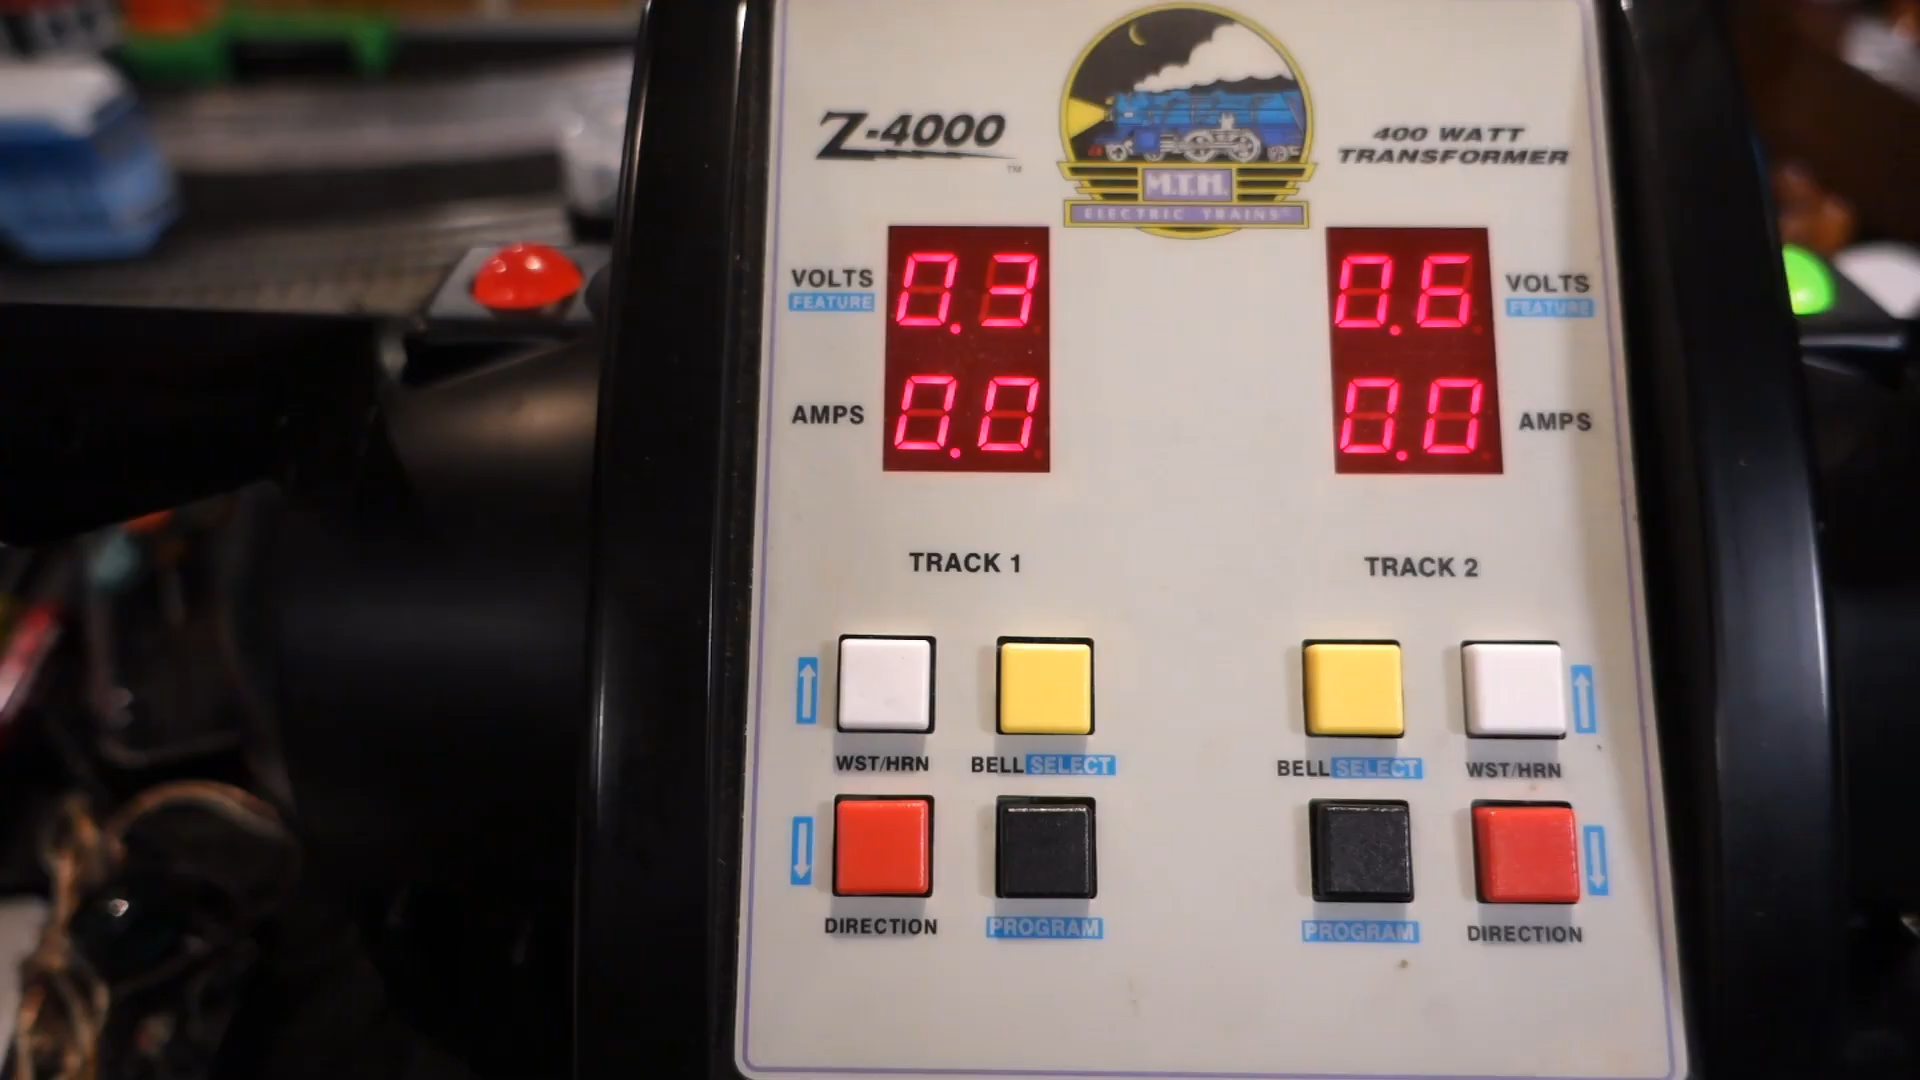 Z-4000
TM
400 WATT
TRANSFORMER
M.T.H.
ELECTRIC TRAINS®
VOLTS
FEATURE
0.3
0.6
VOLTS
FEATURE
AMPS
0.0
0.0
AMPS
TRACK 1
TRACK 2
WST/HRN
BELL SELECT
BELL SELECT
WST/HRN
DIRECTION
PROGRAM
PROGRAM
DIRECTION